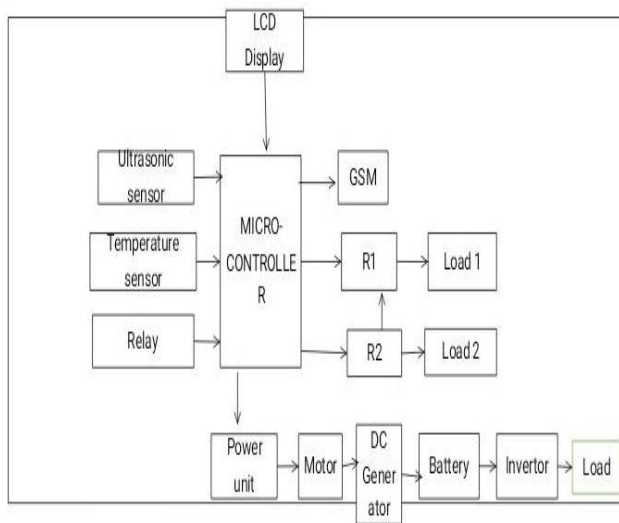 LCD
Display
Ultrasonic
sensor
GSM
MICRO-
CONTROLLE
R
Temperature
sensor
R1
Load 1
Relay
R2
Load 2
Power
unit
Motor
DC
Gener
ator
Battery
Invertor
Load